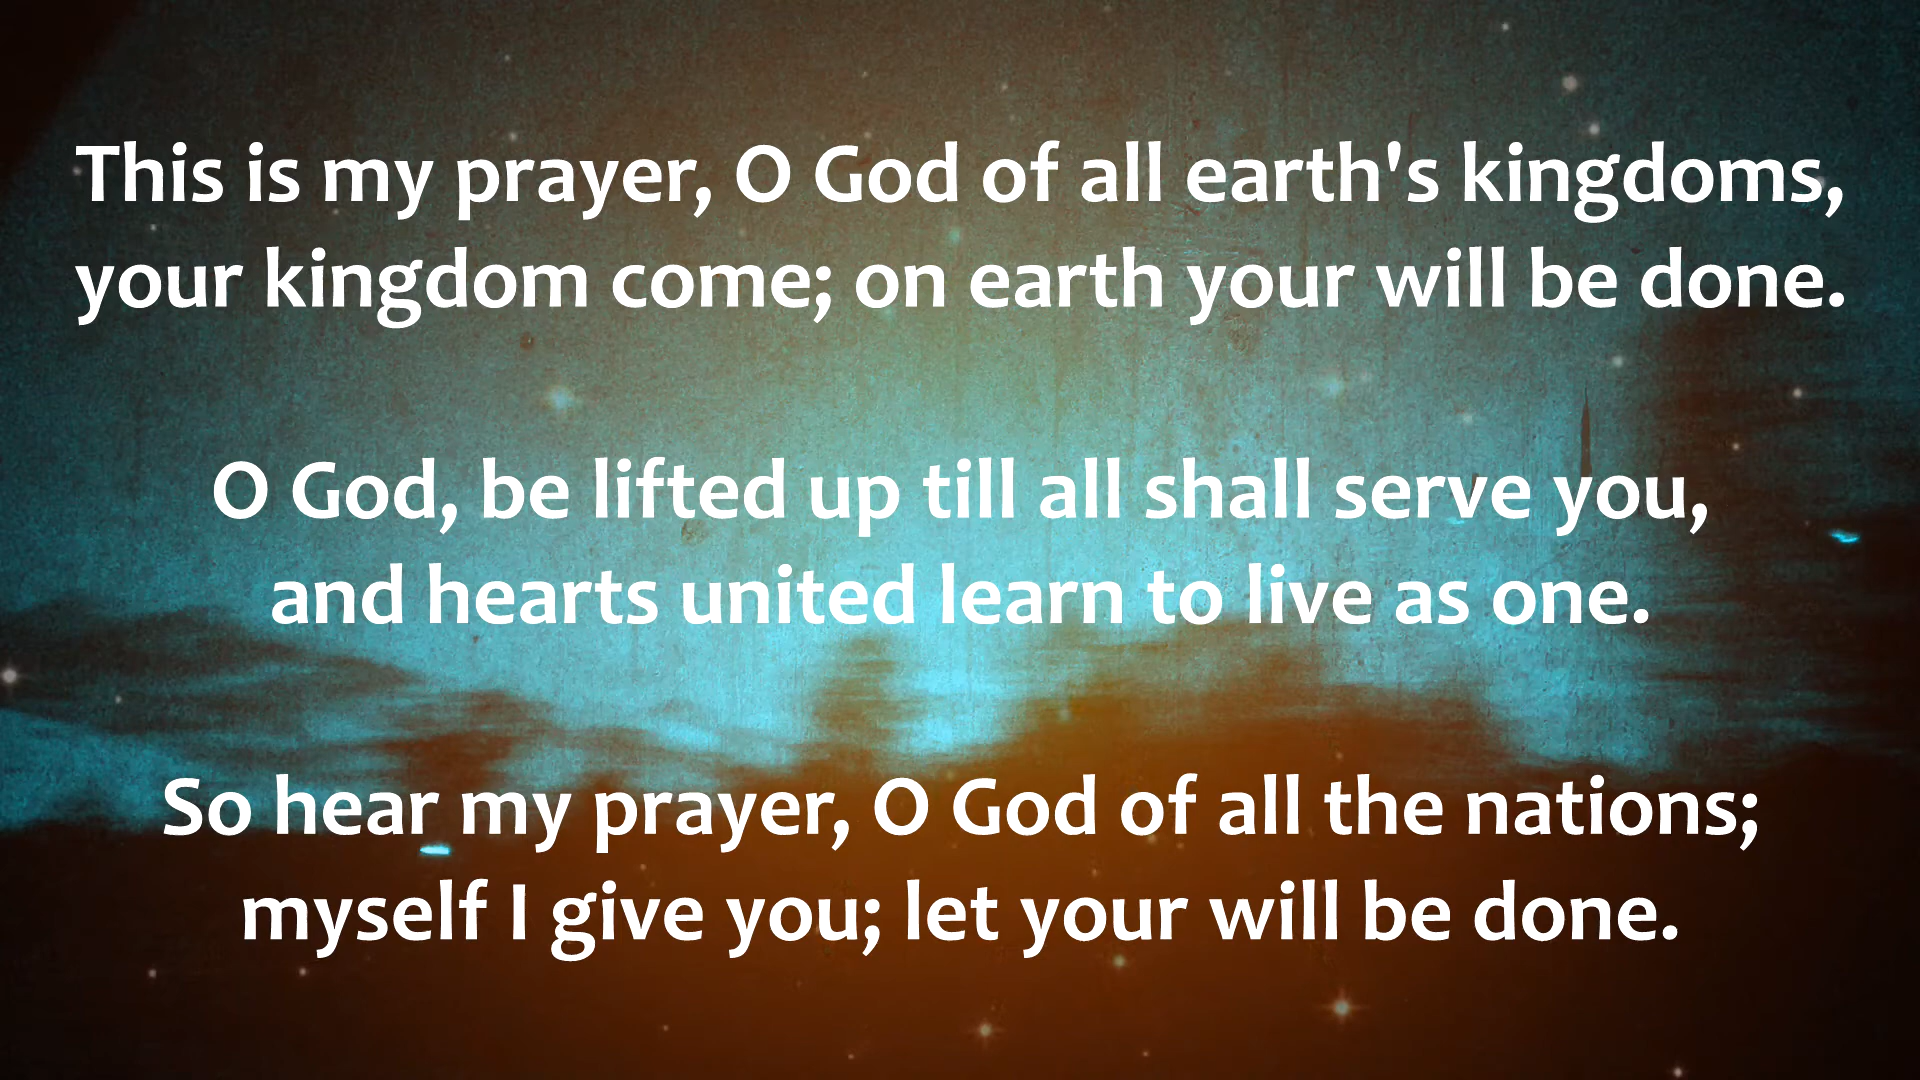 This is my prayer, O God of all earth's kingdoms,
your kingdom come; on earth your will be done.
O God, be lifted up till all shall serve you,
and hearts united learn to live as one.
So hear my prayer, O God of all the nations;
myself I give you; let your will be done.